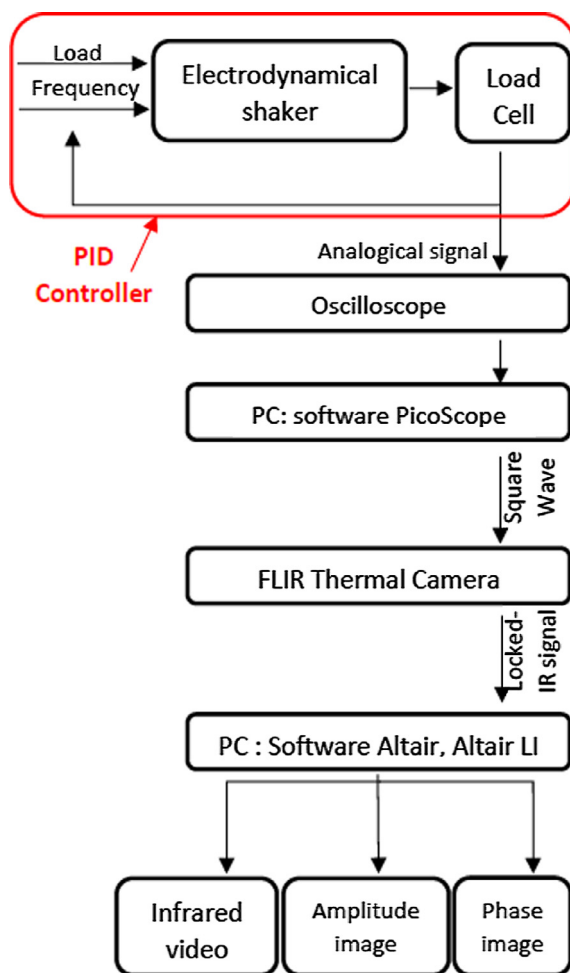 Load
Frequency
Electrodynamical
shaker
Load
Cell
PID
Controller
Analogical signal
Oscilloscope
PC: software PicoScope
Square
Wave
FLIR Thermal Camera
Locked-
IR signal
PC : Software Altair, Altair LI
Infrared
video
Amplitude
image
Phase
image